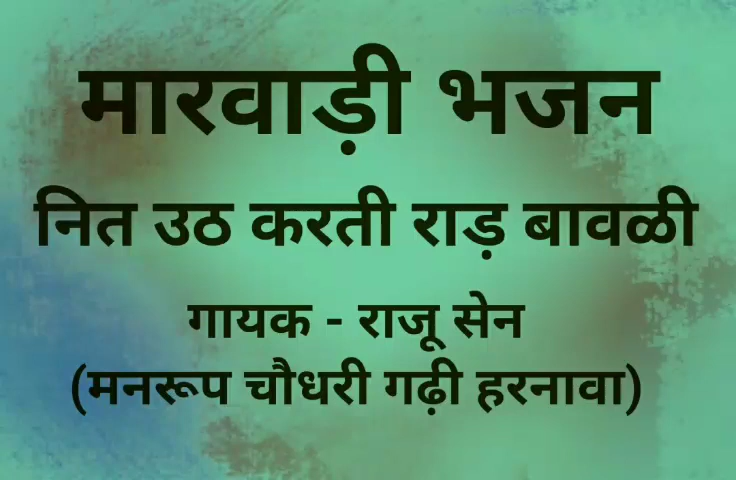 मारवाड़ी भजन
नित उठ करती राड़ बावळी
गायक - राजू सेन
(मनरूप चौधरी गढ़ी हरनावा)